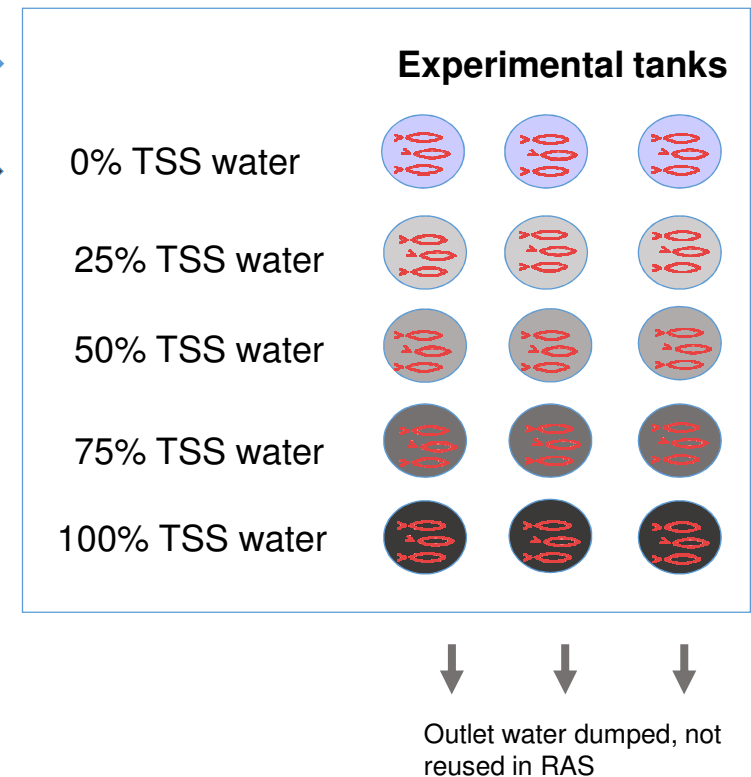 Experimental tanks
0% TSS water
25% TSS water
50% TSS water
75% TSS water
100% TSS water
Outlet water dumped, not
reused in RAS